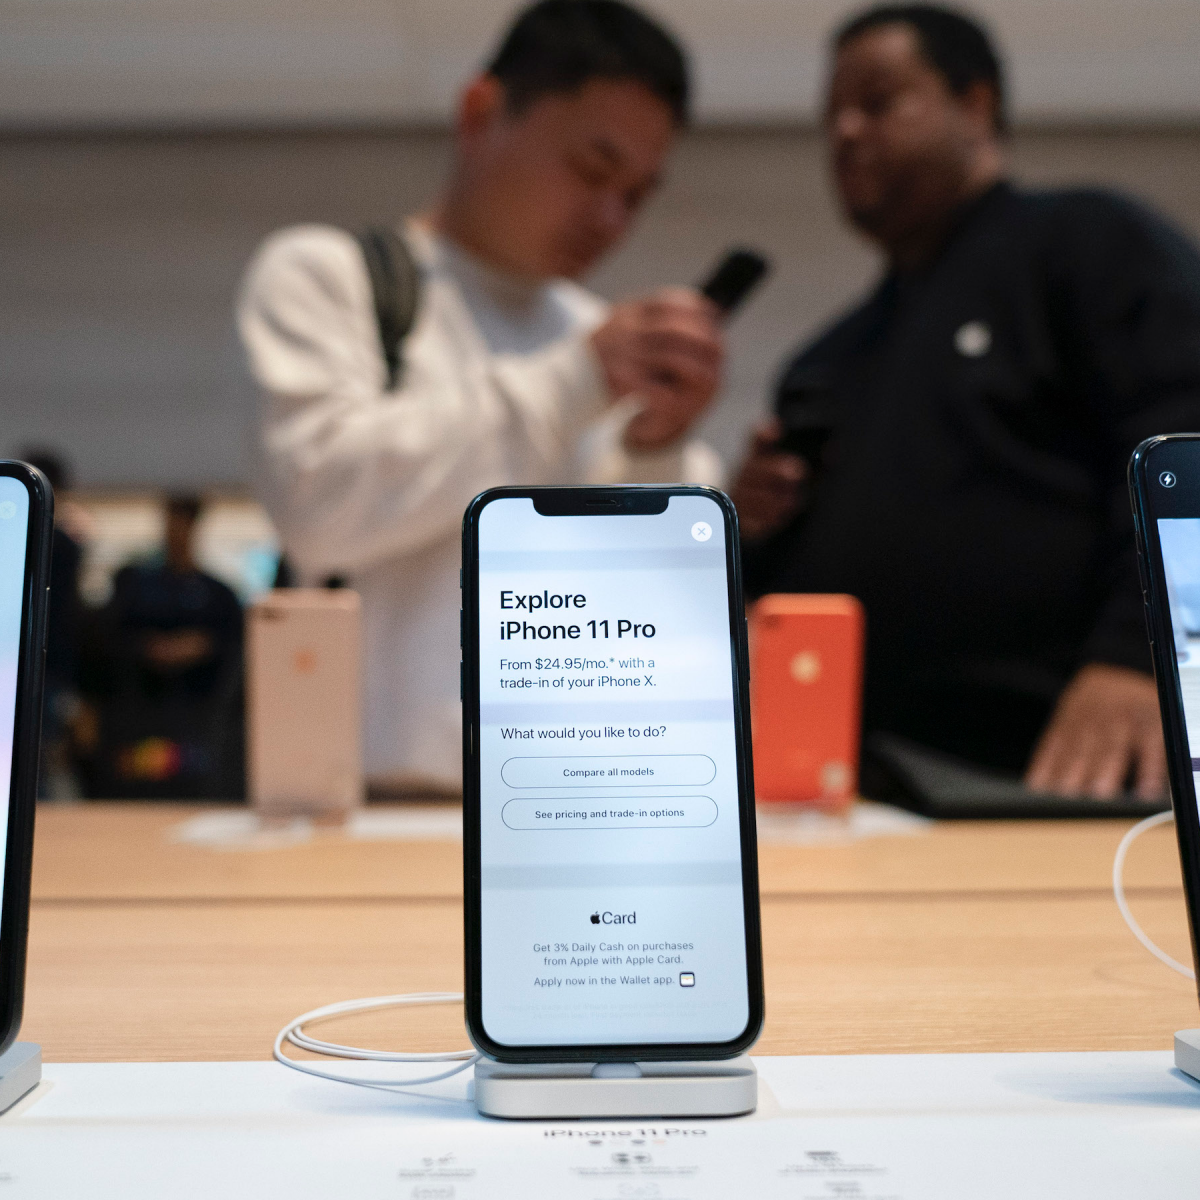 Explore
iPhone 11 Pro
From $24.95/mo.* with a
trade-in of your iPhone X.
What would you like to do?
Compare all models
See pricing and trade-in options
Card
Get 3% Daily Cash on purchases
from Apple with Apple Card.
Apply now in the Wallet app.
iPhone 11 Pro